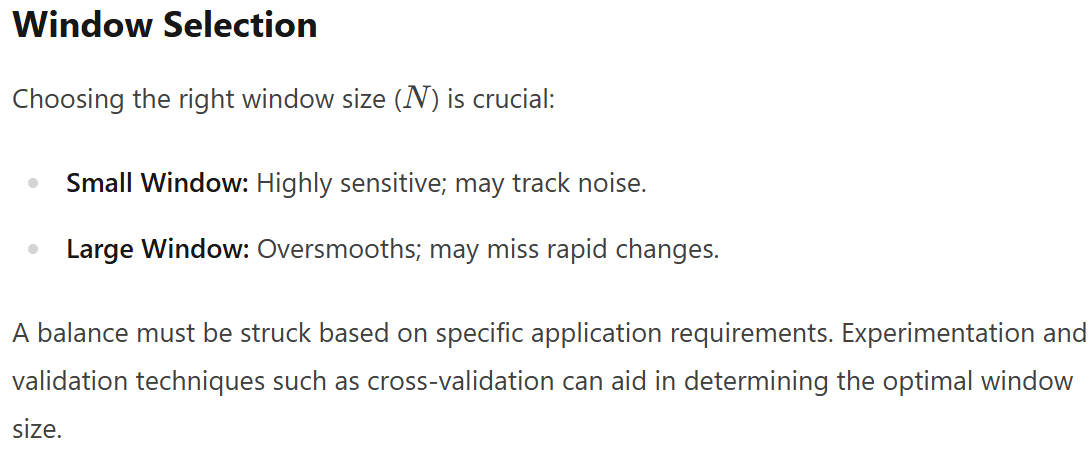 Window Selection
Choosing the right window size (N) is crucial:
Small Window: Highly sensitive; may track noise.
Large Window: Oversmooths; may miss rapid changes.
A balance must be struck based on specific application requirements. Experimentation and
validation techniques such as cross-validation can aid in determining the optimal window
size.